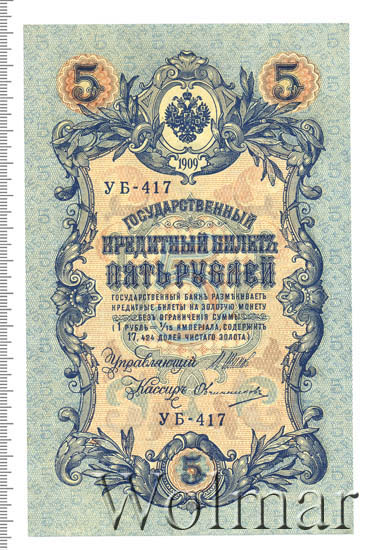 5 5
1909
УБ-417
ГОСУДАРСТВЕННЫЙ
КРЕДИТНЫЙ БИЛЕТЪ
ПЯТЬ РУБЛЕЙ
ГОСУДАРСТВЕННЫЙ БАНКЪ РАЗМѢНИВАЕТЪ
КРЕДИТНЫЕ БИЛЕТЫ НА ЗОЛОТУЮ МОНЕТУ
БЕЗЪ ОГРАНИЧЕНІЯ СУММЫ
(1 РУБЛЬ = 1/15 ИМПЕРІАЛА, СОДЕРЖИТЪ
17,424 ДОЛЕЙ ЧИСТАГО ЗОЛОТА)
Управляющій
Кассиръ Овчинниковъ
УБ-417
5
Wolmar